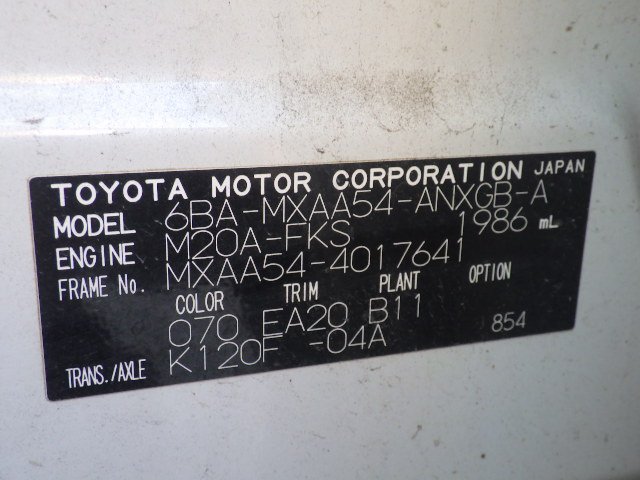 TOYOTA MOTOR CORPORATION JAPAN
MODEL 6BA-MXAA54-ANXGB-A
ENGINE M20A-FKS 1986 mL
FRAME No. MXAA54-4017641
COLOR TRIM PLANT OPTION
070 EA20 B11
TRANS./AXLE K120F -04A 854